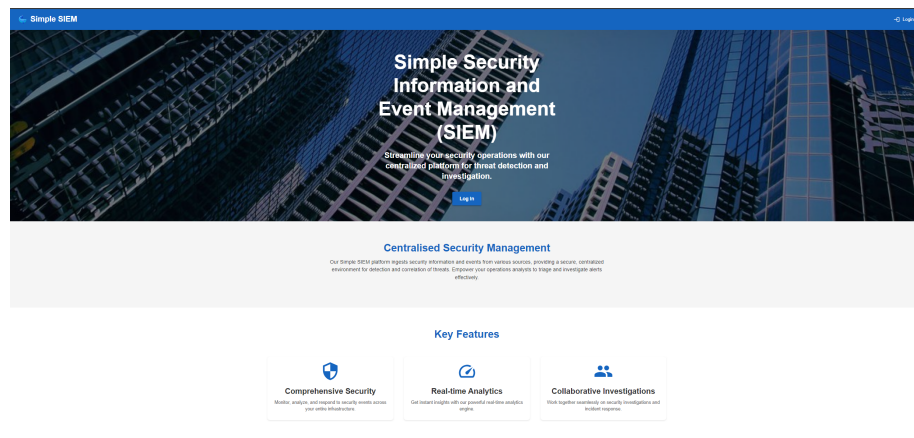 Simple SIEM
Login
Simple Security
Information and
Event Management
(SIEM)
Streamline your security operations with our
centralized platform for threat detection and
investigation.
Log in
Centralised Security Management
Our Simple SIEM platform ingests security information and events from various sources, providing a secure, centralized
environment for detection and correlation of threats. Empower your operations analysts to triage and investigate alerts
effectively.
Key Features
Comprehensive Security
Monitor, analyze, and respond to security events across
your entire infrastructure.
Real-time Analytics
Get instant insights with our powerful real-time analytics
engine
Collaborative Investigations
Work together seamlessly on security investigations and
incident response